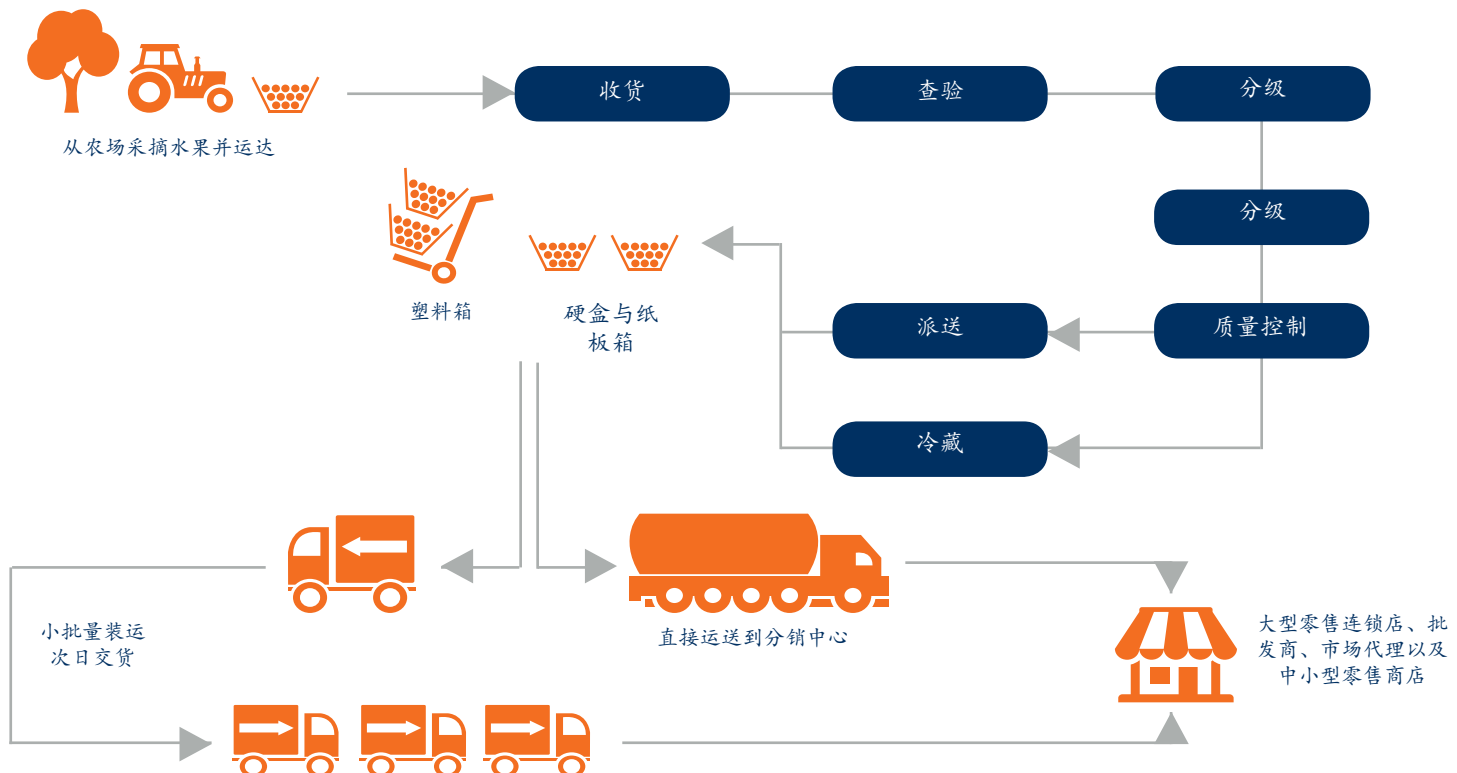 从农场采摘水果并运达
收货
查验
分级
分级
质量控制
派送
冷藏
塑料箱
硬盒与纸
板箱
小批量装运
次日交货
直接运送到分销中心
大型零售连锁店、批
发商、市场代理以及
中小型零售商店